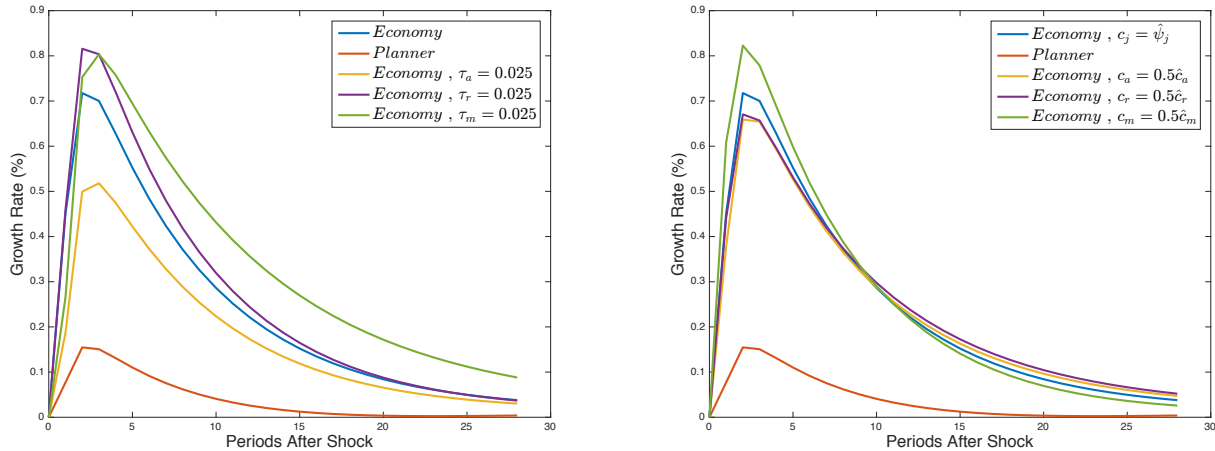 0.9
0.8
0.7
0.6
0.5
0.4
0.3
0.2
0.1
0
Growth Rate (%)
Economy
Planner
Economy , τ_a = 0.025
Economy , τ_r = 0.025
Economy , τ_m = 0.025
0 5 10 15 20 25 30
Periods After Shock
0.9
0.8
0.7
0.6
0.5
0.4
0.3
0.2
0.1
0
Growth Rate (%)
Economy , c_j = ψ̂_j
Planner
Economy , c_a = 0.5ĉ_a
Economy , c_r = 0.5ĉ_r
Economy , c_m = 0.5ĉ_m
0 5 10 15 20 25 30
Periods After Shock